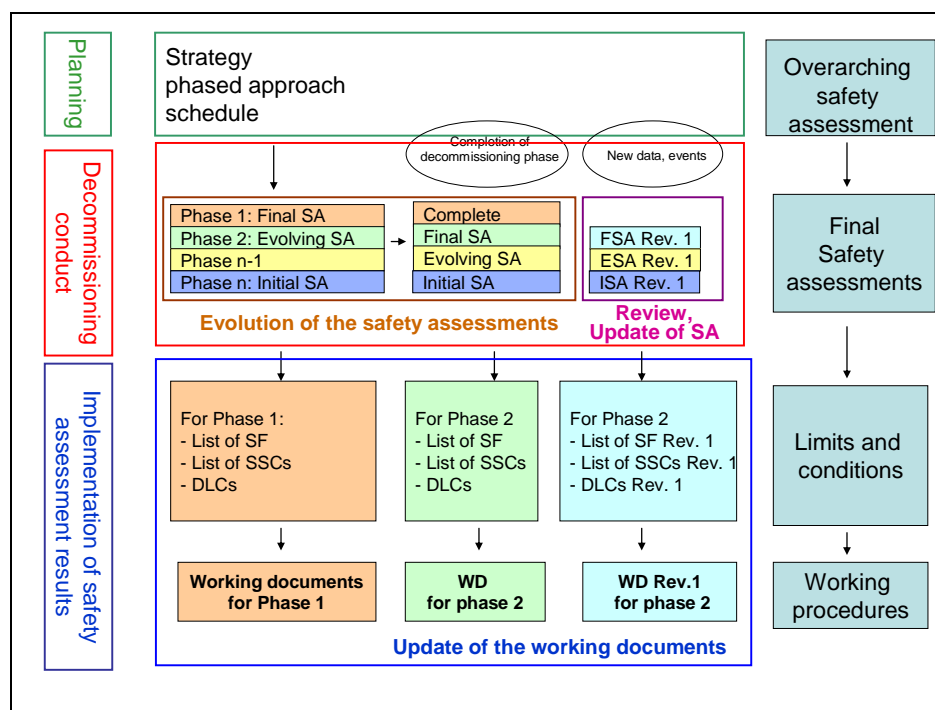 Planning
Strategy
phased approach
schedule
Overarching
safety
assessment
Decommissioning
conduct
Completion of
decommissioning phase
New data, events
Phase 1: Final SA
Phase 2: Evolving SA
Phase n-1
Phase n: Initial SA
Complete
Final SA
Evolving SA
Initial SA
FSA Rev. 1
ESA Rev. 1
ISA Rev. 1
Evolution of the safety assessments
Review,
Update of SA
Final
Safety
assessments
Implementation of safety
assessment results
For Phase 1:
- List of SF
- List of SSCs
- DLCs
For Phase 2
- List of SF
- List of SSCs
- DLCs
For Phase 2
- List of SF Rev. 1
- List of SSCs Rev. 1
- DLCs Rev. 1
Limits and
conditions
Working documents
for Phase 1
WD
for phase 2
WD Rev.1
for phase 2
Working
procedures
Update of the working documents